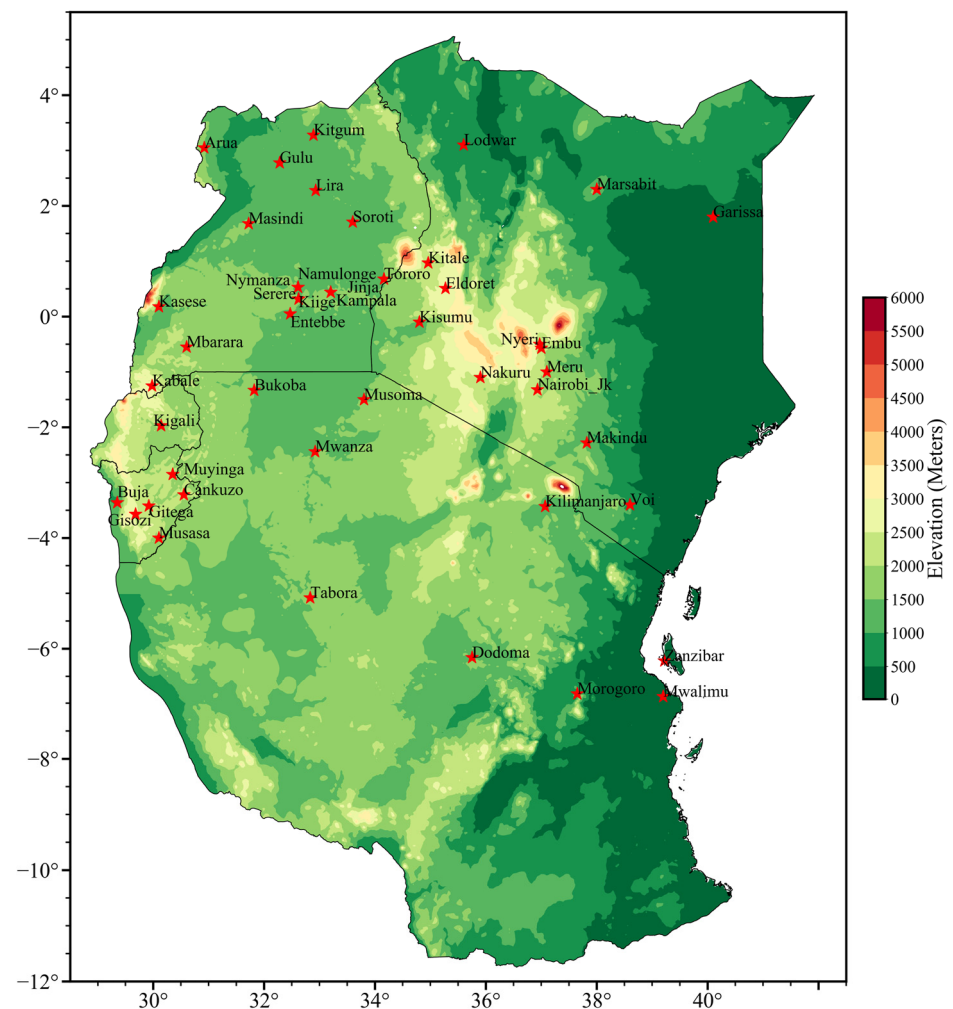 4°
2°
0°
−2°
−4°
−6°
−8°
−10°
−12°
30°
32°
34°
36°
38°
40°
Kitgum
Arua
Gulu
Lira
Masindi
Soroti
Lodwar
Marsabit
Garissa
Kitale
Nymanza
Namulonge
Tororo
Eldoret
Serere
Jinja
Kasese
Kiige
Kampala
Entebbe
Kisumu
Mbarara
Nyeri
Embu
Kabale
Bukoba
Nakuru
Meru
Nairobi_Jk
Musoma
Kigali
Mwanza
Makindu
Muyinga
Buja
Cankuzo
Gitega
Gisozi
Kilimanjaro
Voi
Musasa
Tabora
Dodoma
Zanzibar
Morogoro
Mwalimu
6000
5500
5000
4500
4000
3500
3000
2500
2000
1500
1000
500
0
Elevation (Meters)